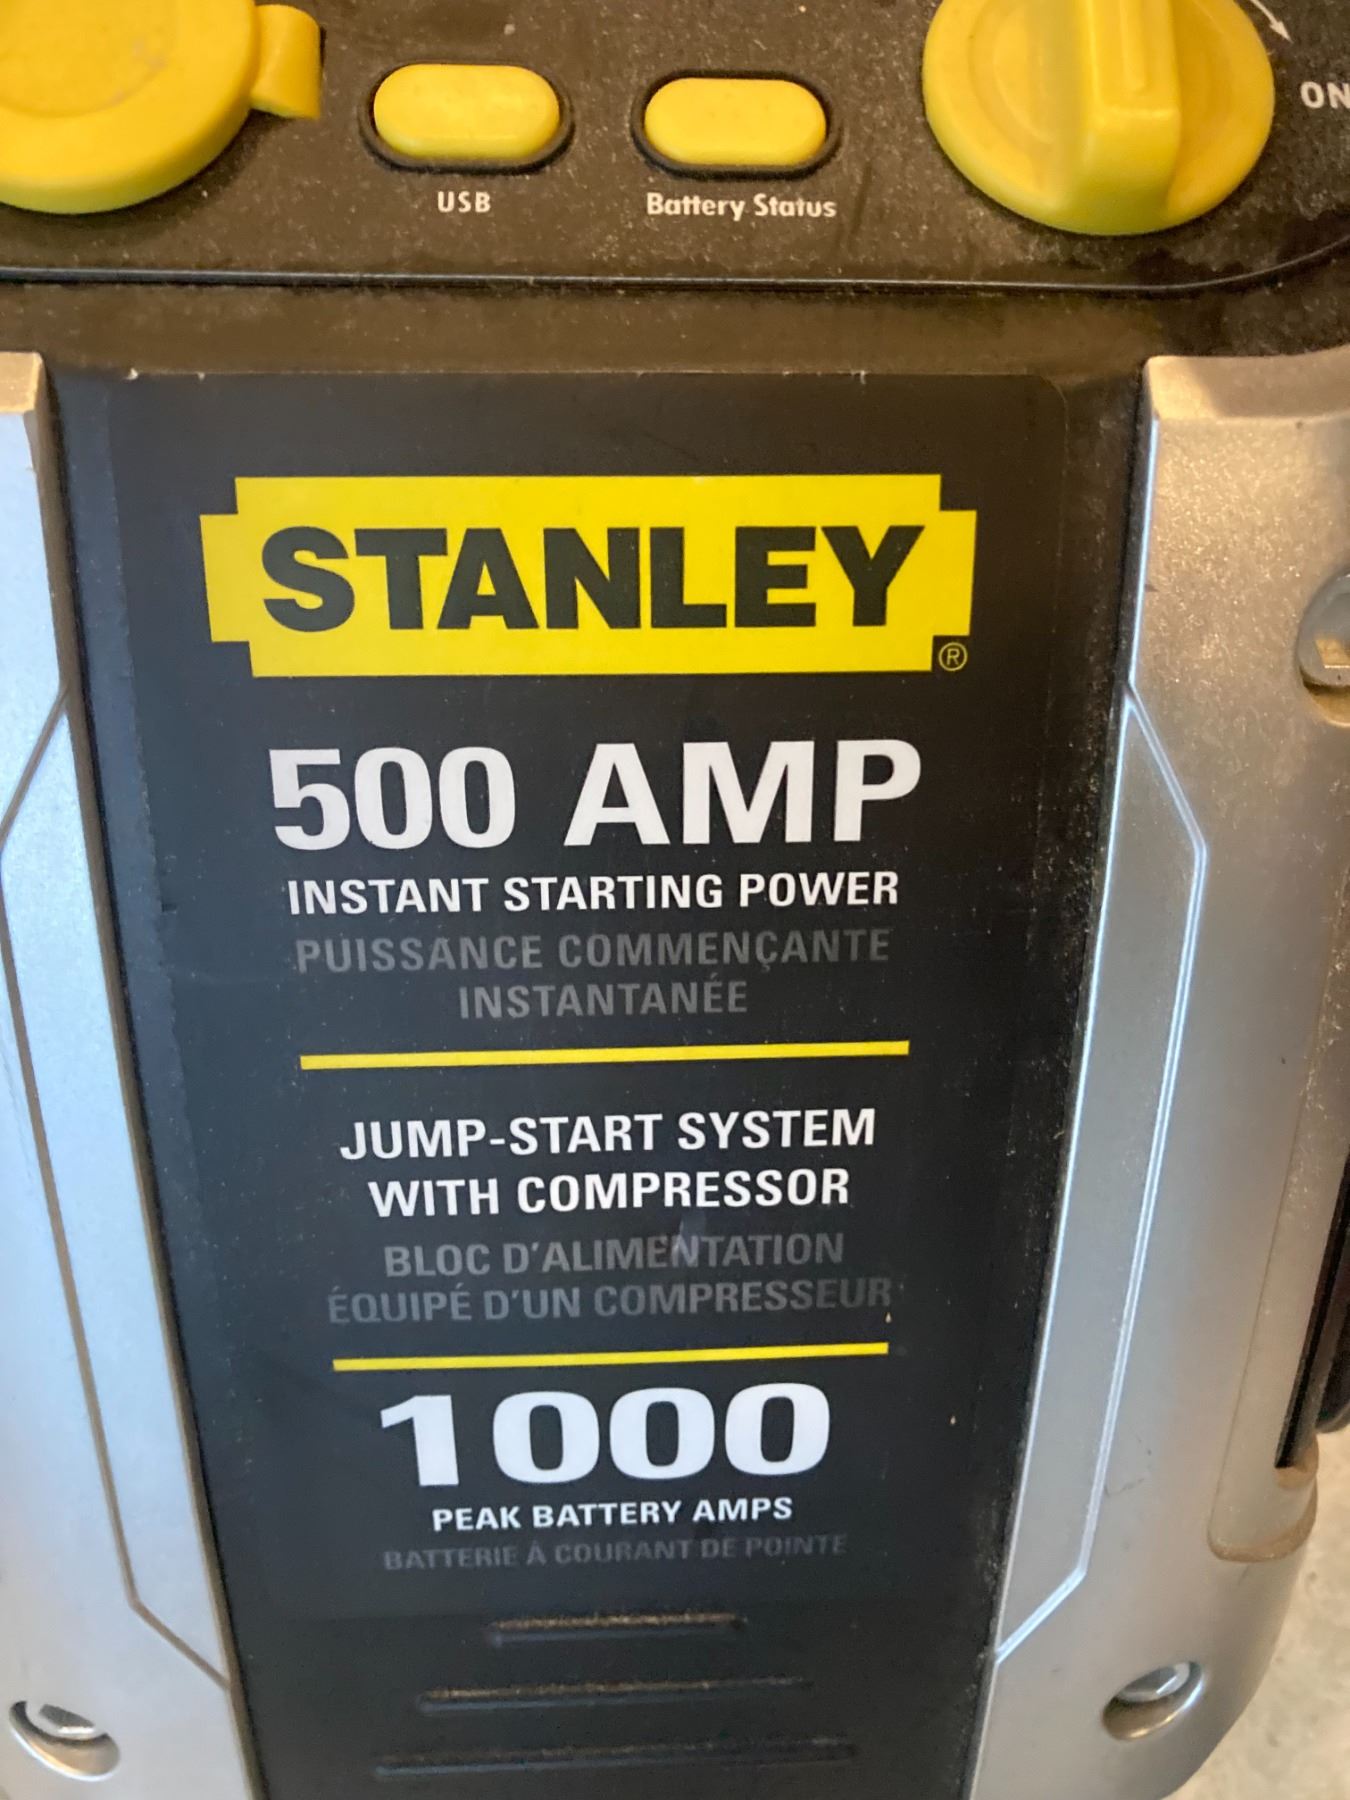 ON
USB
Battery Status
STANLEY®
500 AMP
INSTANT STARTING POWER
PUISSANCE COMMENÇANTE
INSTANTANÉE
JUMP-START SYSTEM
WITH COMPRESSOR
BLOC D'ALIMENTATION
ÉQUIPÉ D'UN COMPRESSEUR
1000
PEAK BATTERY AMPS
BATTERIE À COURANT DE POINTE